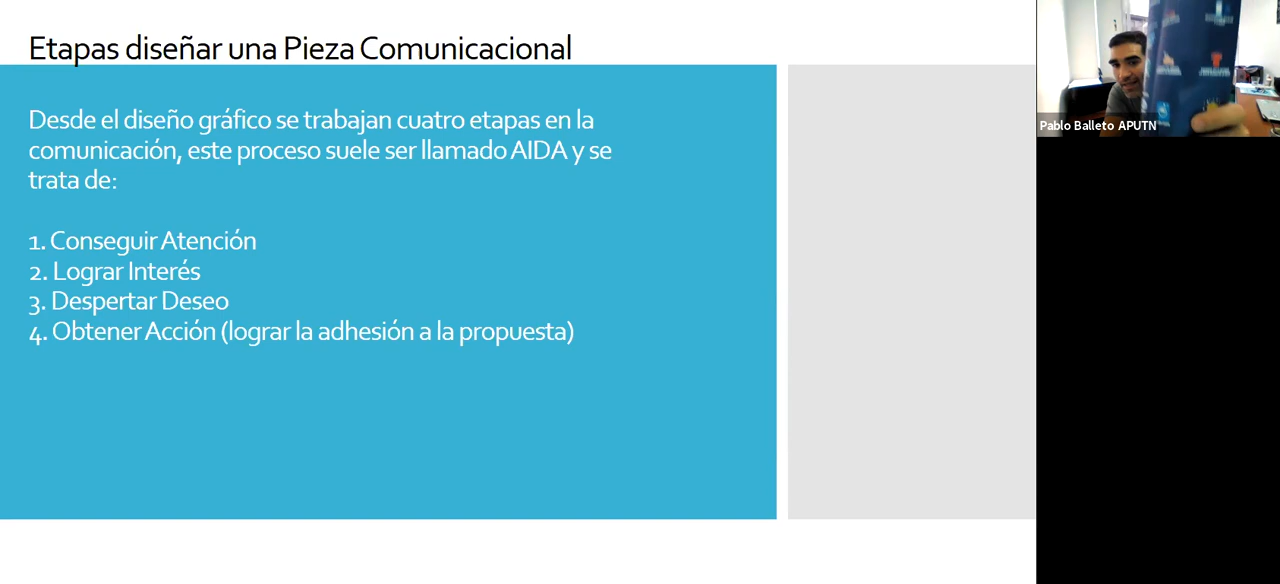 Etapas diseñar una Pieza Comunicacional
Desde el diseño gráfico se trabajan cuatro etapas en la
comunicación, este proceso suele ser llamado AIDA y se
trata de:
1. Conseguir Atención
2. Lograr Interés
3. Despertar Deseo
4. Obtener Acción (lograr la adhesión a la propuesta)
Pablo Balleto APUTN